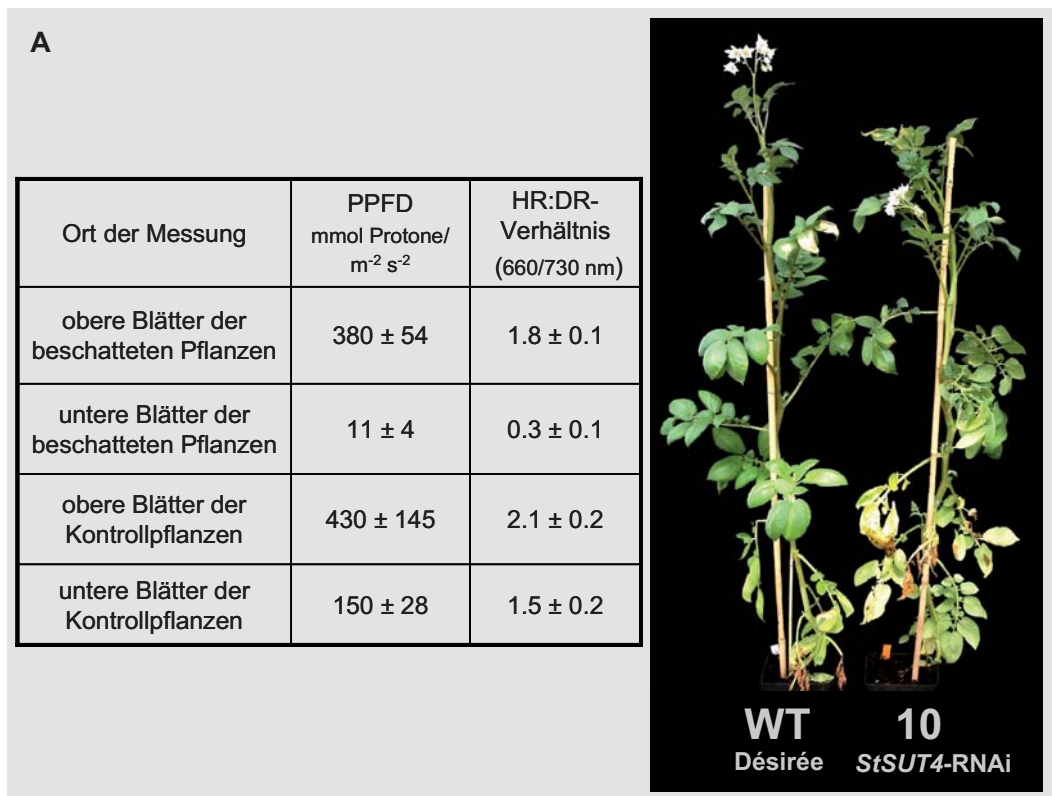 A
Ort der Messung
PPFD
mmol Protone/
m⁻² s⁻²
HR:DR-
Verhältnis
(660/730 nm)
obere Blätter der
beschatteten Pflanzen
380 ± 54
1.8 ± 0.1
untere Blätter der
beschatteten Pflanzen
11 ± 4
0.3 ± 0.1
obere Blätter der
Kontrollpflanzen
430 ± 145
2.1 ± 0.2
untere Blätter der
Kontrollpflanzen
150 ± 28
1.5 ± 0.2
WT
Désirée
10
StSUT4-RNAi